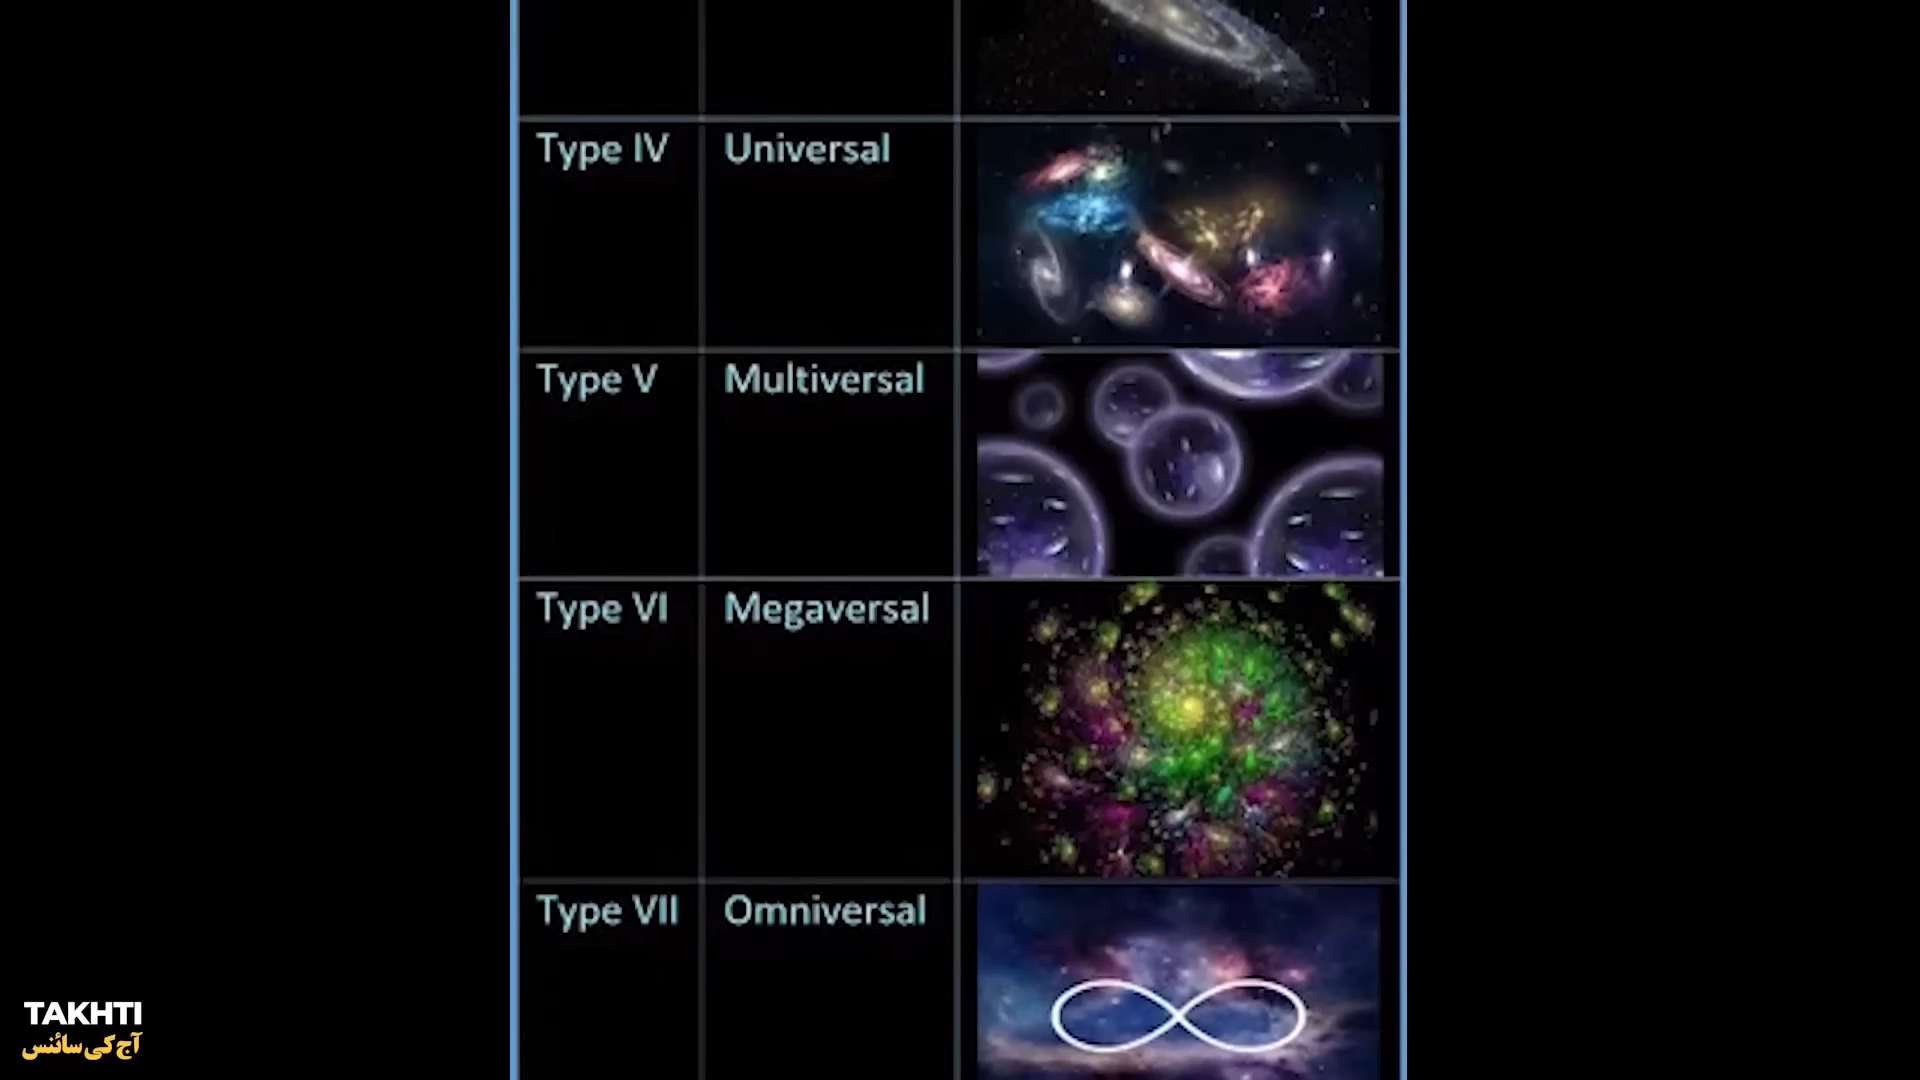 Type IV Universal
Type V Multiversal
Type VI Megaversal
Type VII Omniversal
TAKHTI
آج کی سائنس